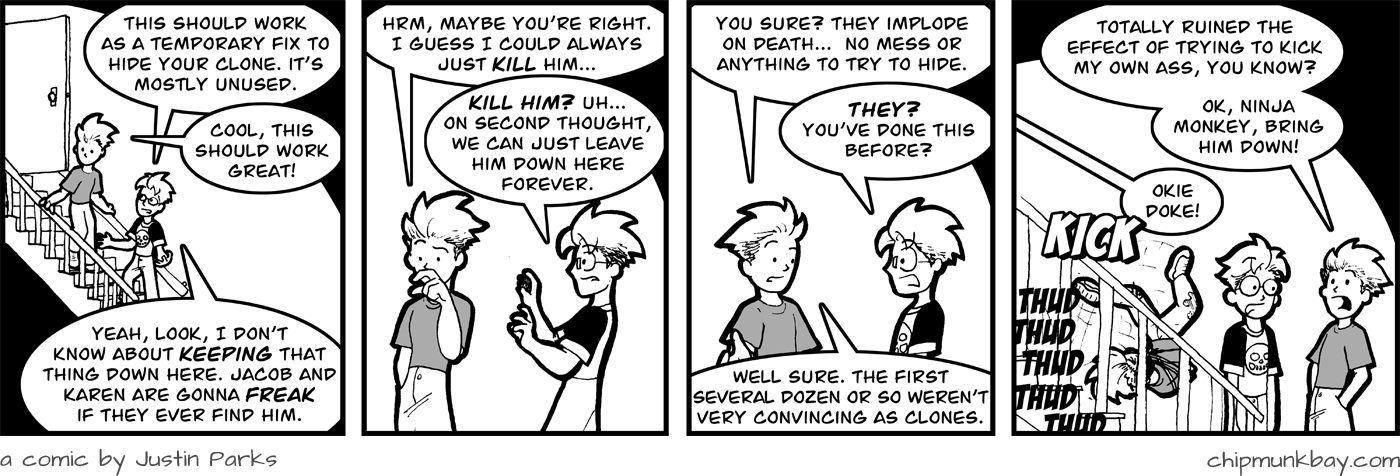 THIS SHOULD WORK
AS A TEMPORARY FIX TO
HIDE YOUR CLONE. IT'S
MOSTLY UNUSED.
COOL, THIS
SHOULD WORK
GREAT!
YEAH, LOOK, I DON'T
KNOW ABOUT KEEPING THAT
THING DOWN HERE. JACOB AND
KAREN ARE GONNA FREAK
IF THEY EVER FIND HIM.
HRM, MAYBE YOU'RE RIGHT.
I GUESS I COULD ALWAYS
JUST KILL HIM...
KILL HIM? UH...
ON SECOND THOUGHT,
WE CAN JUST LEAVE
HIM DOWN HERE
FOREVER.
YOU SURE? THEY IMPLODE
ON DEATH... NO MESS OR
ANYTHING TO TRY TO HIDE.
THEY?
YOU'VE DONE THIS
BEFORE?
WELL SURE. THE FIRST
SEVERAL DOZEN OR SO WEREN'T
VERY CONVINCING AS CLONES.
TOTALLY RUINED THE
EFFECT OF TRYING TO KICK
MY OWN ASS, YOU KNOW?
OK, NINJA
MONKEY, BRING
HIM DOWN!
OKIE
DOKE!
KICK
THUD
THUD
THUD
THUD
THUD
a comic by Justin Parks
chipmunkbay.com